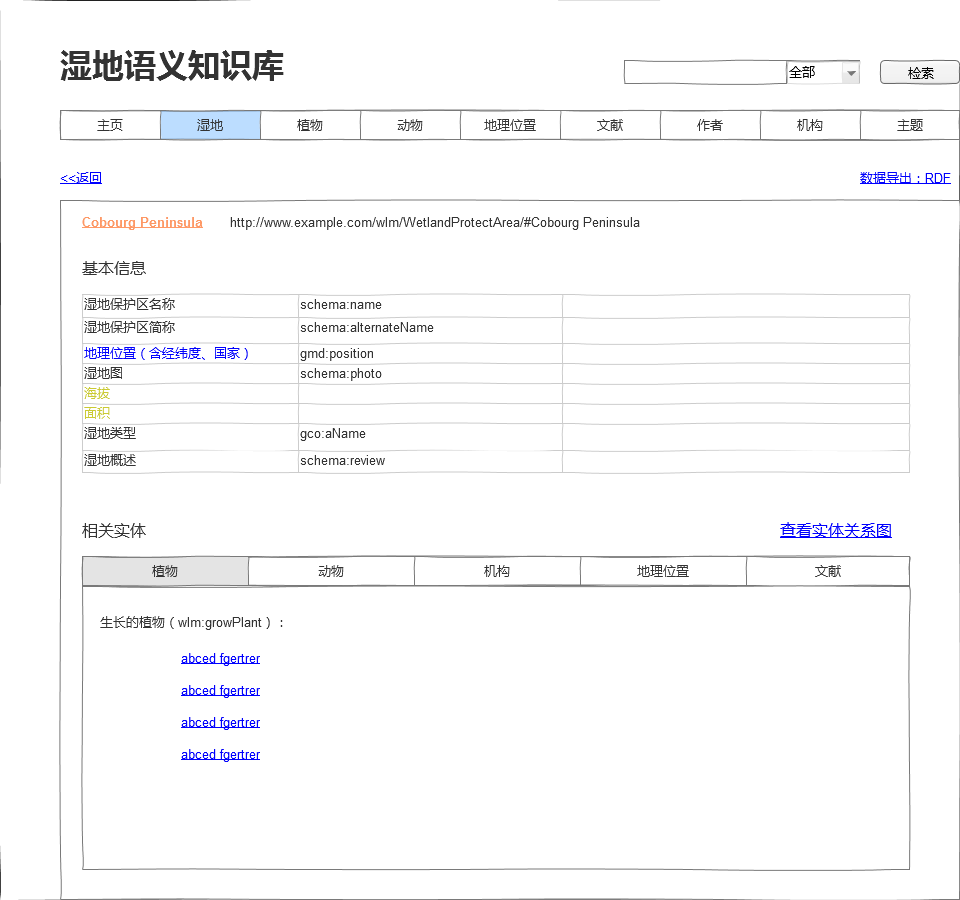 湿地语义知识库
全部 检索
主页 湿地 植物 动物 地理位置 文献 作者 机构 主题
<<返回 数据导出：RDF
Cobourg Peninsula http://www.example.com/wlm/WetlandProtectArea/#Cobourg Peninsula
基本信息
湿地保护区名称 schema:name
湿地保护区简称 schema:alternateName
地理位置（含经纬度、国家） gmd:position
湿地图 schema:photo
海拔
面积
湿地类型 gco:aName
湿地概述 schema:review
相关实体 查看实体关系图
植物 动物 机构 地理位置 文献
生长的植物（wlm:growPlant）：
abced fgertrer
abced fgertrer
abced fgertrer
abced fgertrer